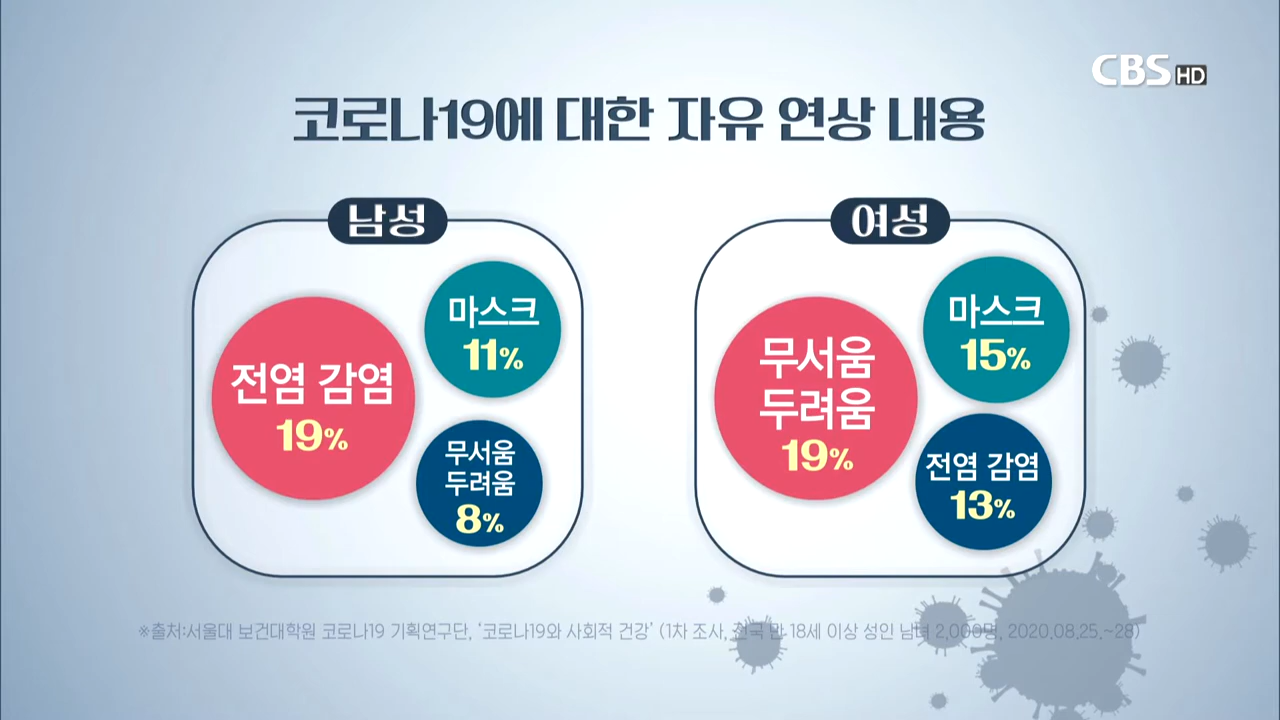 CBS HD
코로나19에 대한 자유 연상 내용
남성
전염 감염
19%
마스크
11%
무서움
두려움
8%
여성
무서움
두려움
19%
마스크
15%
전염 감염
13%
※출처:서울대 보건대학원 코로나19 기획연구단, '코로나19와 사회적 건강' (1차 조사, 전국 만 18세 이상 성인 남녀 2,000명, 2020.08.25.~28)